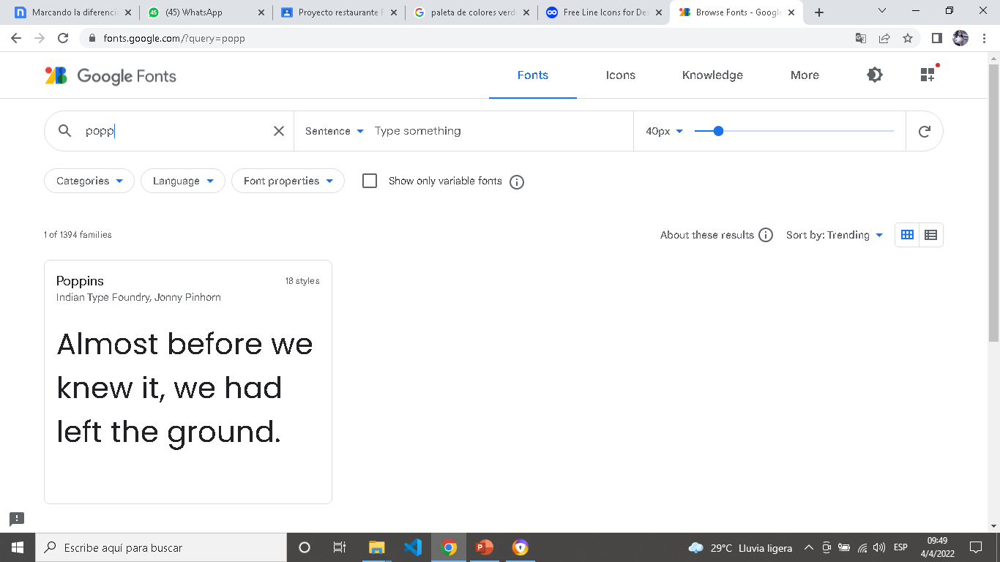 Marcando la diferenci
(45) WhatsApp
Proyecto restaurante
paleta de colores verd
Free Line Icons for Des
Browse Fonts - Google
fonts.google.com/?query=popp
Google Fonts
Fonts
Icons
Knowledge
More
popp
Sentence
Type something
40px
Categories
Language
Font properties
Show only variable fonts
1 of 1394 families
About these results
Sort by: Trending
Poppins
18 styles
Indian Type Foundry, Jonny Pinhorn
Almost before we
knew it, we had
left the ground.
Escribe aquí para buscar
29°C Lluvia ligera
ESP
09:49
4/4/2022